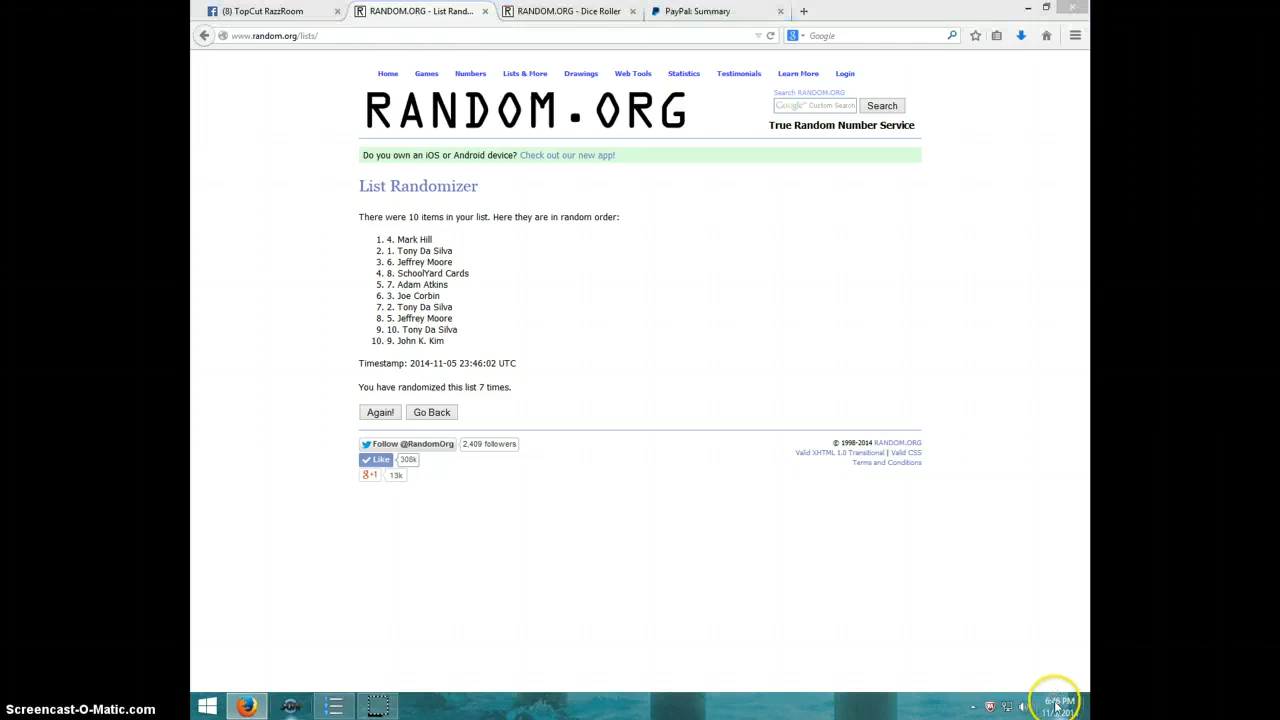 (8) TopCut RazzRoom
RANDOM.ORG - List Rand...
RANDOM.ORG - Dice Roller
PayPal: Summary
www.random.org/lists/
Google
Home Games Numbers Lists & More Drawings Web Tools Statistics Testimonials Learn More Login
RANDOM.ORG
Search RANDOM.ORG
Google™ Custom Search
Search
True Random Number Service
Do you own an iOS or Android device? Check out our new app!
List Randomizer
There were 10 items in your list. Here they are in random order:
1. 4. Mark Hill
2. 1. Tony Da Silva
3. 6. Jeffrey Moore
4. 8. SchoolYard Cards
5. 7. Adam Atkins
6. 3. Joe Corbin
7. 2. Tony Da Silva
8. 5. Jeffrey Moore
9. 10. Tony Da Silva
10. 9. John K. Kim
Timestamp: 2014-11-05 23:46:02 UTC
You have randomized this list 7 times.
Again! Go Back
Follow @RandomOrg 2,409 followers
Like 308k
g+1 13k
© 1998-2014 RANDOM.ORG
Valid XHTML 1.0 Transitional | Valid CSS
Terms and Conditions
PM
Screencast-O-Matic.com